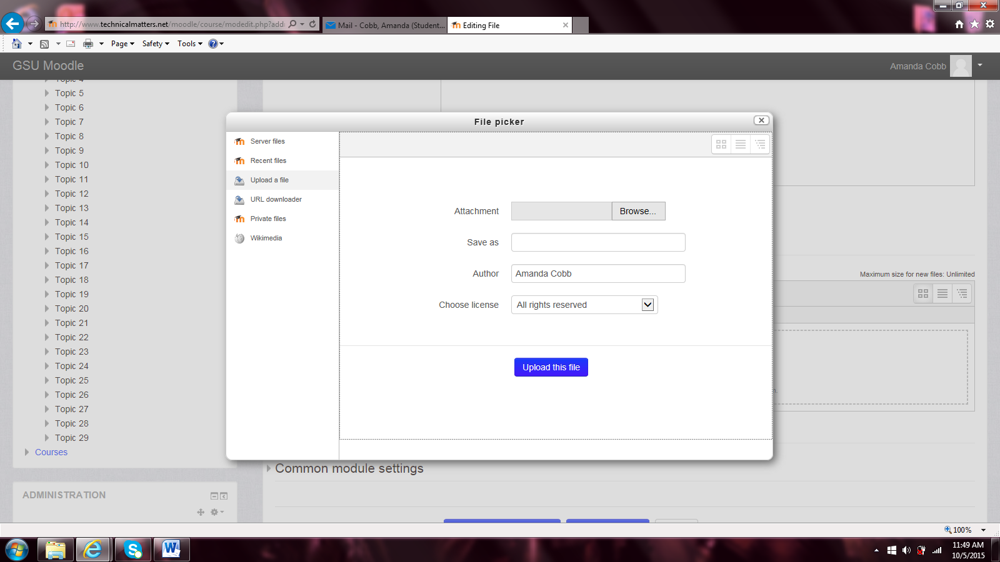 http://www.technicalmatters.net/moodle/course/modedit.php?add=
Mail - Cobb, Amanda (Student...
Editing File
Page
Safety
Tools
GSU Moodle
Amanda Cobb
Topic 4
Topic 5
Topic 6
Topic 7
Topic 8
Topic 9
Topic 10
Topic 11
Topic 12
Topic 13
Topic 14
Topic 15
Topic 16
Topic 17
Topic 18
Topic 19
Topic 20
Topic 21
Topic 22
Topic 23
Topic 24
Topic 25
Topic 26
Topic 27
Topic 28
Topic 29
Courses
ADMINISTRATION
File picker
Server files
Recent files
Upload a file
URL downloader
Private files
Wikimedia
Attachment
Browse...
Save as
Author
Amanda Cobb
Choose license
All rights reserved
Upload this file
Maximum size for new files: Unlimited
Common module settings
100%
11:49 AM
10/5/2015